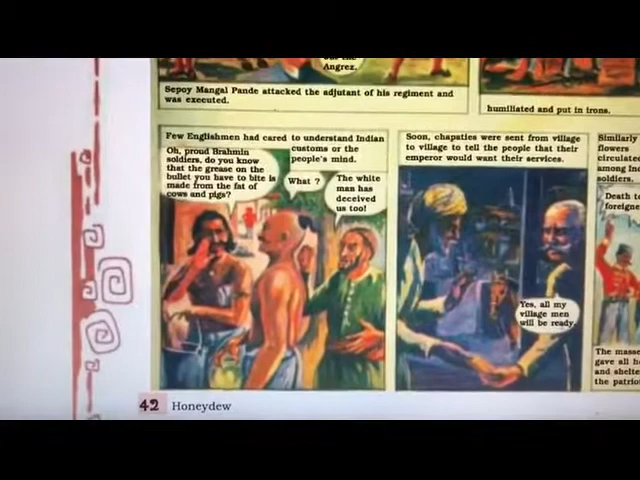 Angrez.
Sepoy Mangal Pande attacked the adjutant of his regiment and
was executed.
humiliated and put in irons.
Few Englishmen had cared to understand Indian
customs or the
people's mind.
Oh, proud Brahmin
soldiers, do you know
that the grease on the
bullet you have to bite is
made from the fat of
cows and pigs?
What ?
The white
man has
deceived
us too!
Soon, chapaties were sent from village
to village to tell the people that their
emperor would want their services.
Yes, all my
village men
will be ready.
Similarly
flowers
circulate
among Ind
soldiers.
Death to
foreigne
The masse
gave all h
and shelte
the patrio
42 Honeydew